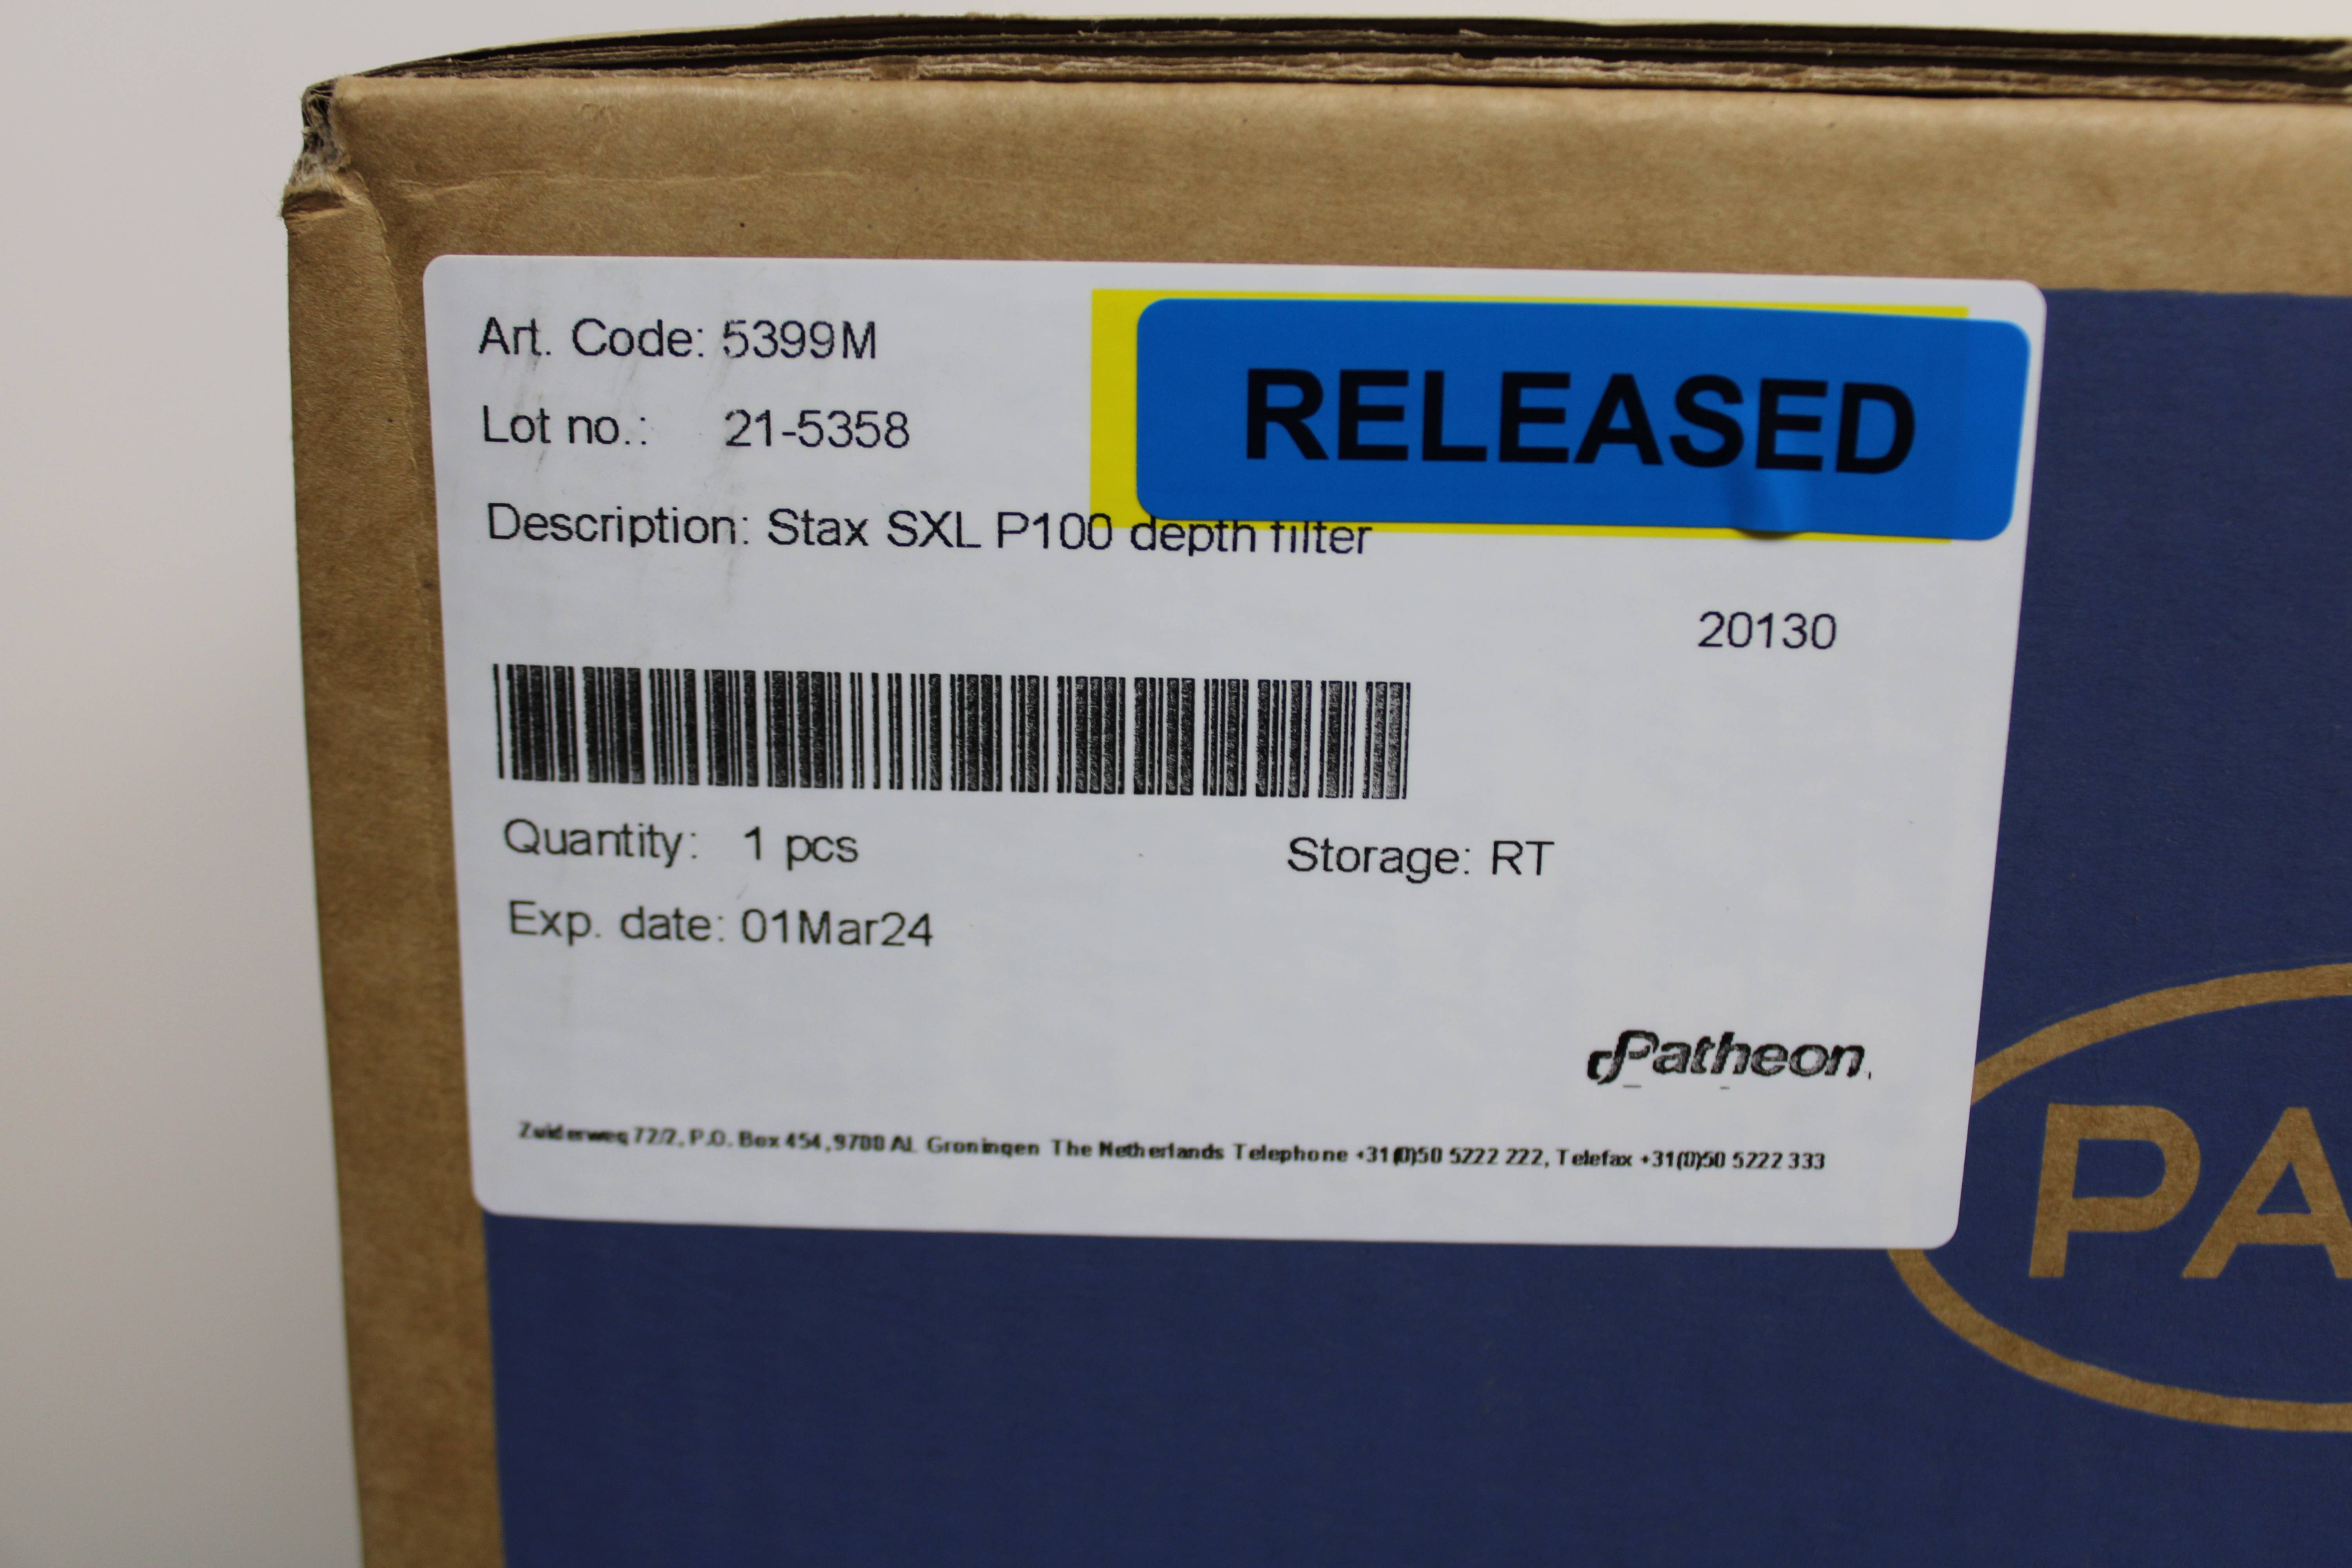 Art. Code: 5399M
RELEASED
Lot no.: 21-5358
Description: Stax SXL P100 depth filter
20130
Quantity: 1 pcs
Storage: RT
Exp. date: 01Mar24
Patheon.
Zuiderweg 72/2, P.O. Box 454, 9700 AL Groningen The Netherlands Telephone +31(0)50 5222 222, Telefax +31(0)50 5222 333
PA